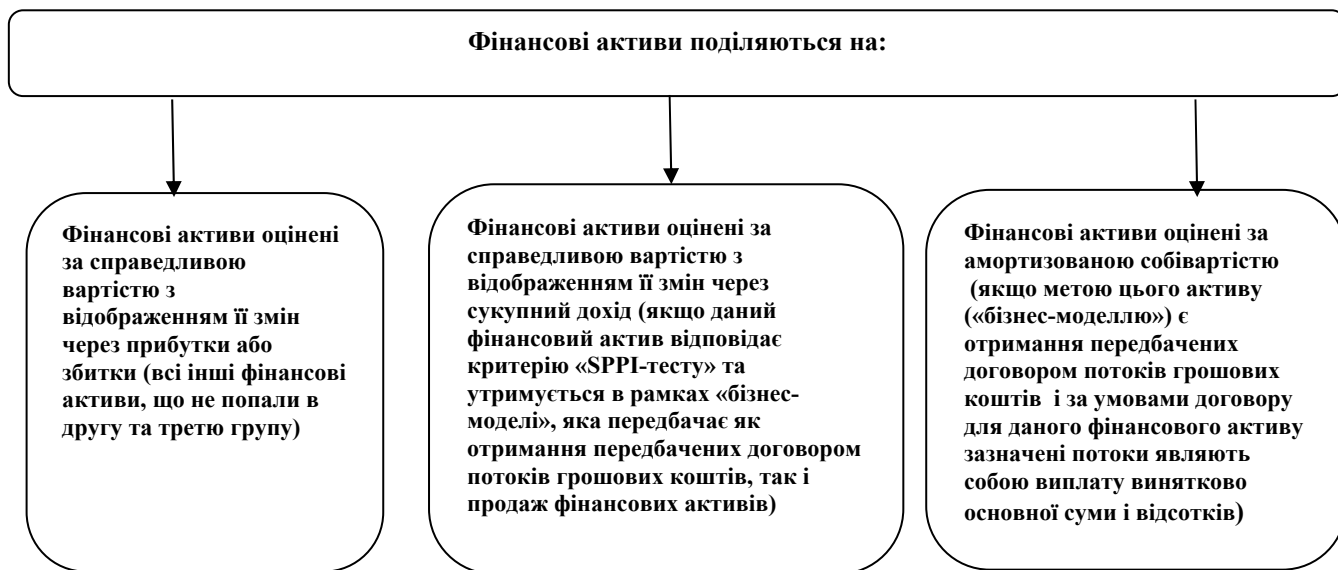 Фінансові активи поділяються на:
Фінансові активи оцінені
за справедливою
вартістю з
відображенням її змін
через прибутки або
збитки (всі інші фінансові
активи, що не попали в
другу та третю групу)
Фінансові активи оцінені за
справедливою вартістю з
відображенням її змін через
сукупний дохід (якщо даний
фінансовий актив відповідає
критерію «SPPI-тесту» та
утримується в рамках «бізнес-
моделі», яка передбачає як
отримання передбачених договором
потоків грошових коштів, так і
продаж фінансових активів)
Фінансові активи оцінені за
амортизованою собівартістю
(якщо метою цього активу
(«бізнес-моделлю») є
отримання передбачених
договором потоків грошових
коштів і за умовами договору
для даного фінансового активу
зазначені потоки являють
собою виплату винятково
основної суми і відсотків)